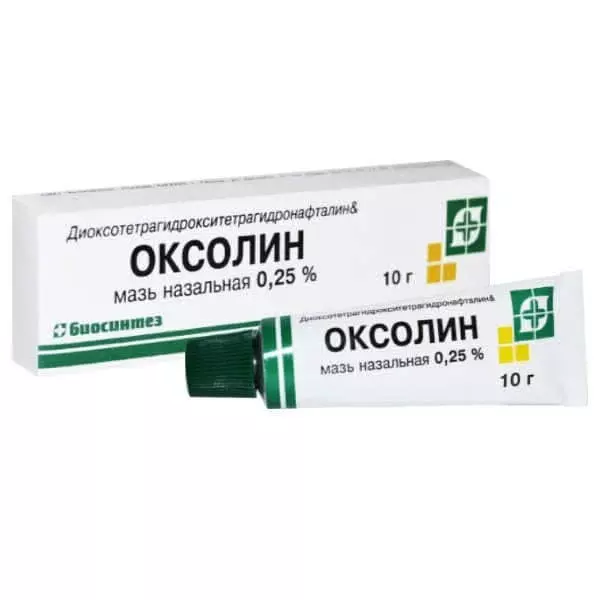 Диоксотетрагидрокситетрагидронафталин&
ОКСОЛИН
мазь назальная 0,25 %
10 г
биосинтез
Диоксотетрагидрокситетрагидронафталин&
ОКСОЛИН
мазь назальная 0,25 %
10 г